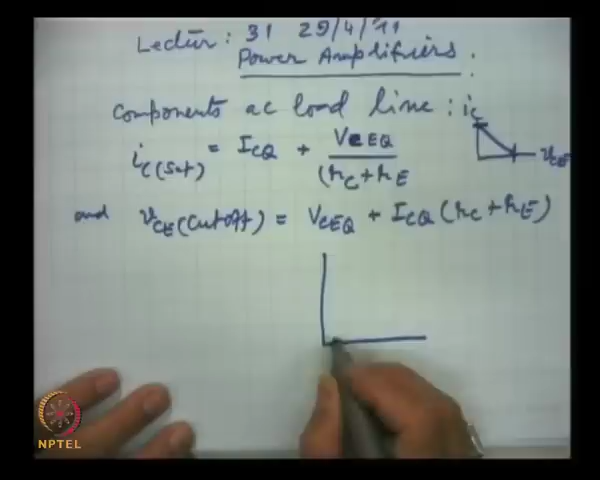 Lectur: 31 29/4/'11
Power Amplifiers.
Components ac load line: ic
iC(Sat) = ICQ + VCEQ/(rC+rE
vCE
and vCE(Cutoff) = VCEQ + ICQ (rC+rE)
NPTEL